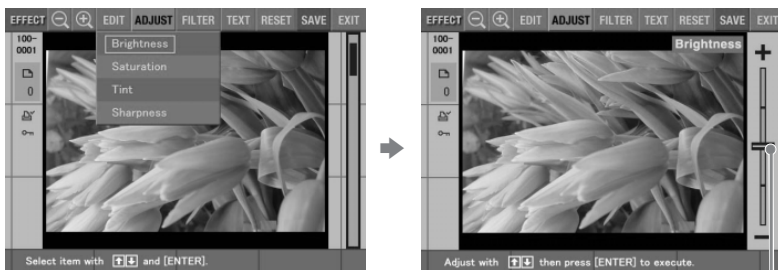 EFFECT EDIT ADJUST FILTER TEXT RESET SAVE EXIT
100-
0001
0
Brightness
Saturation
Tint
Sharpness
Select item with ↑↓ and [ENTER].
EFFECT EDIT ADJUST FILTER TEXT RESET SAVE EXIT
100-
0001
0
Brightness
+
−
Adjust with ↑↓ then press [ENTER] to execute.